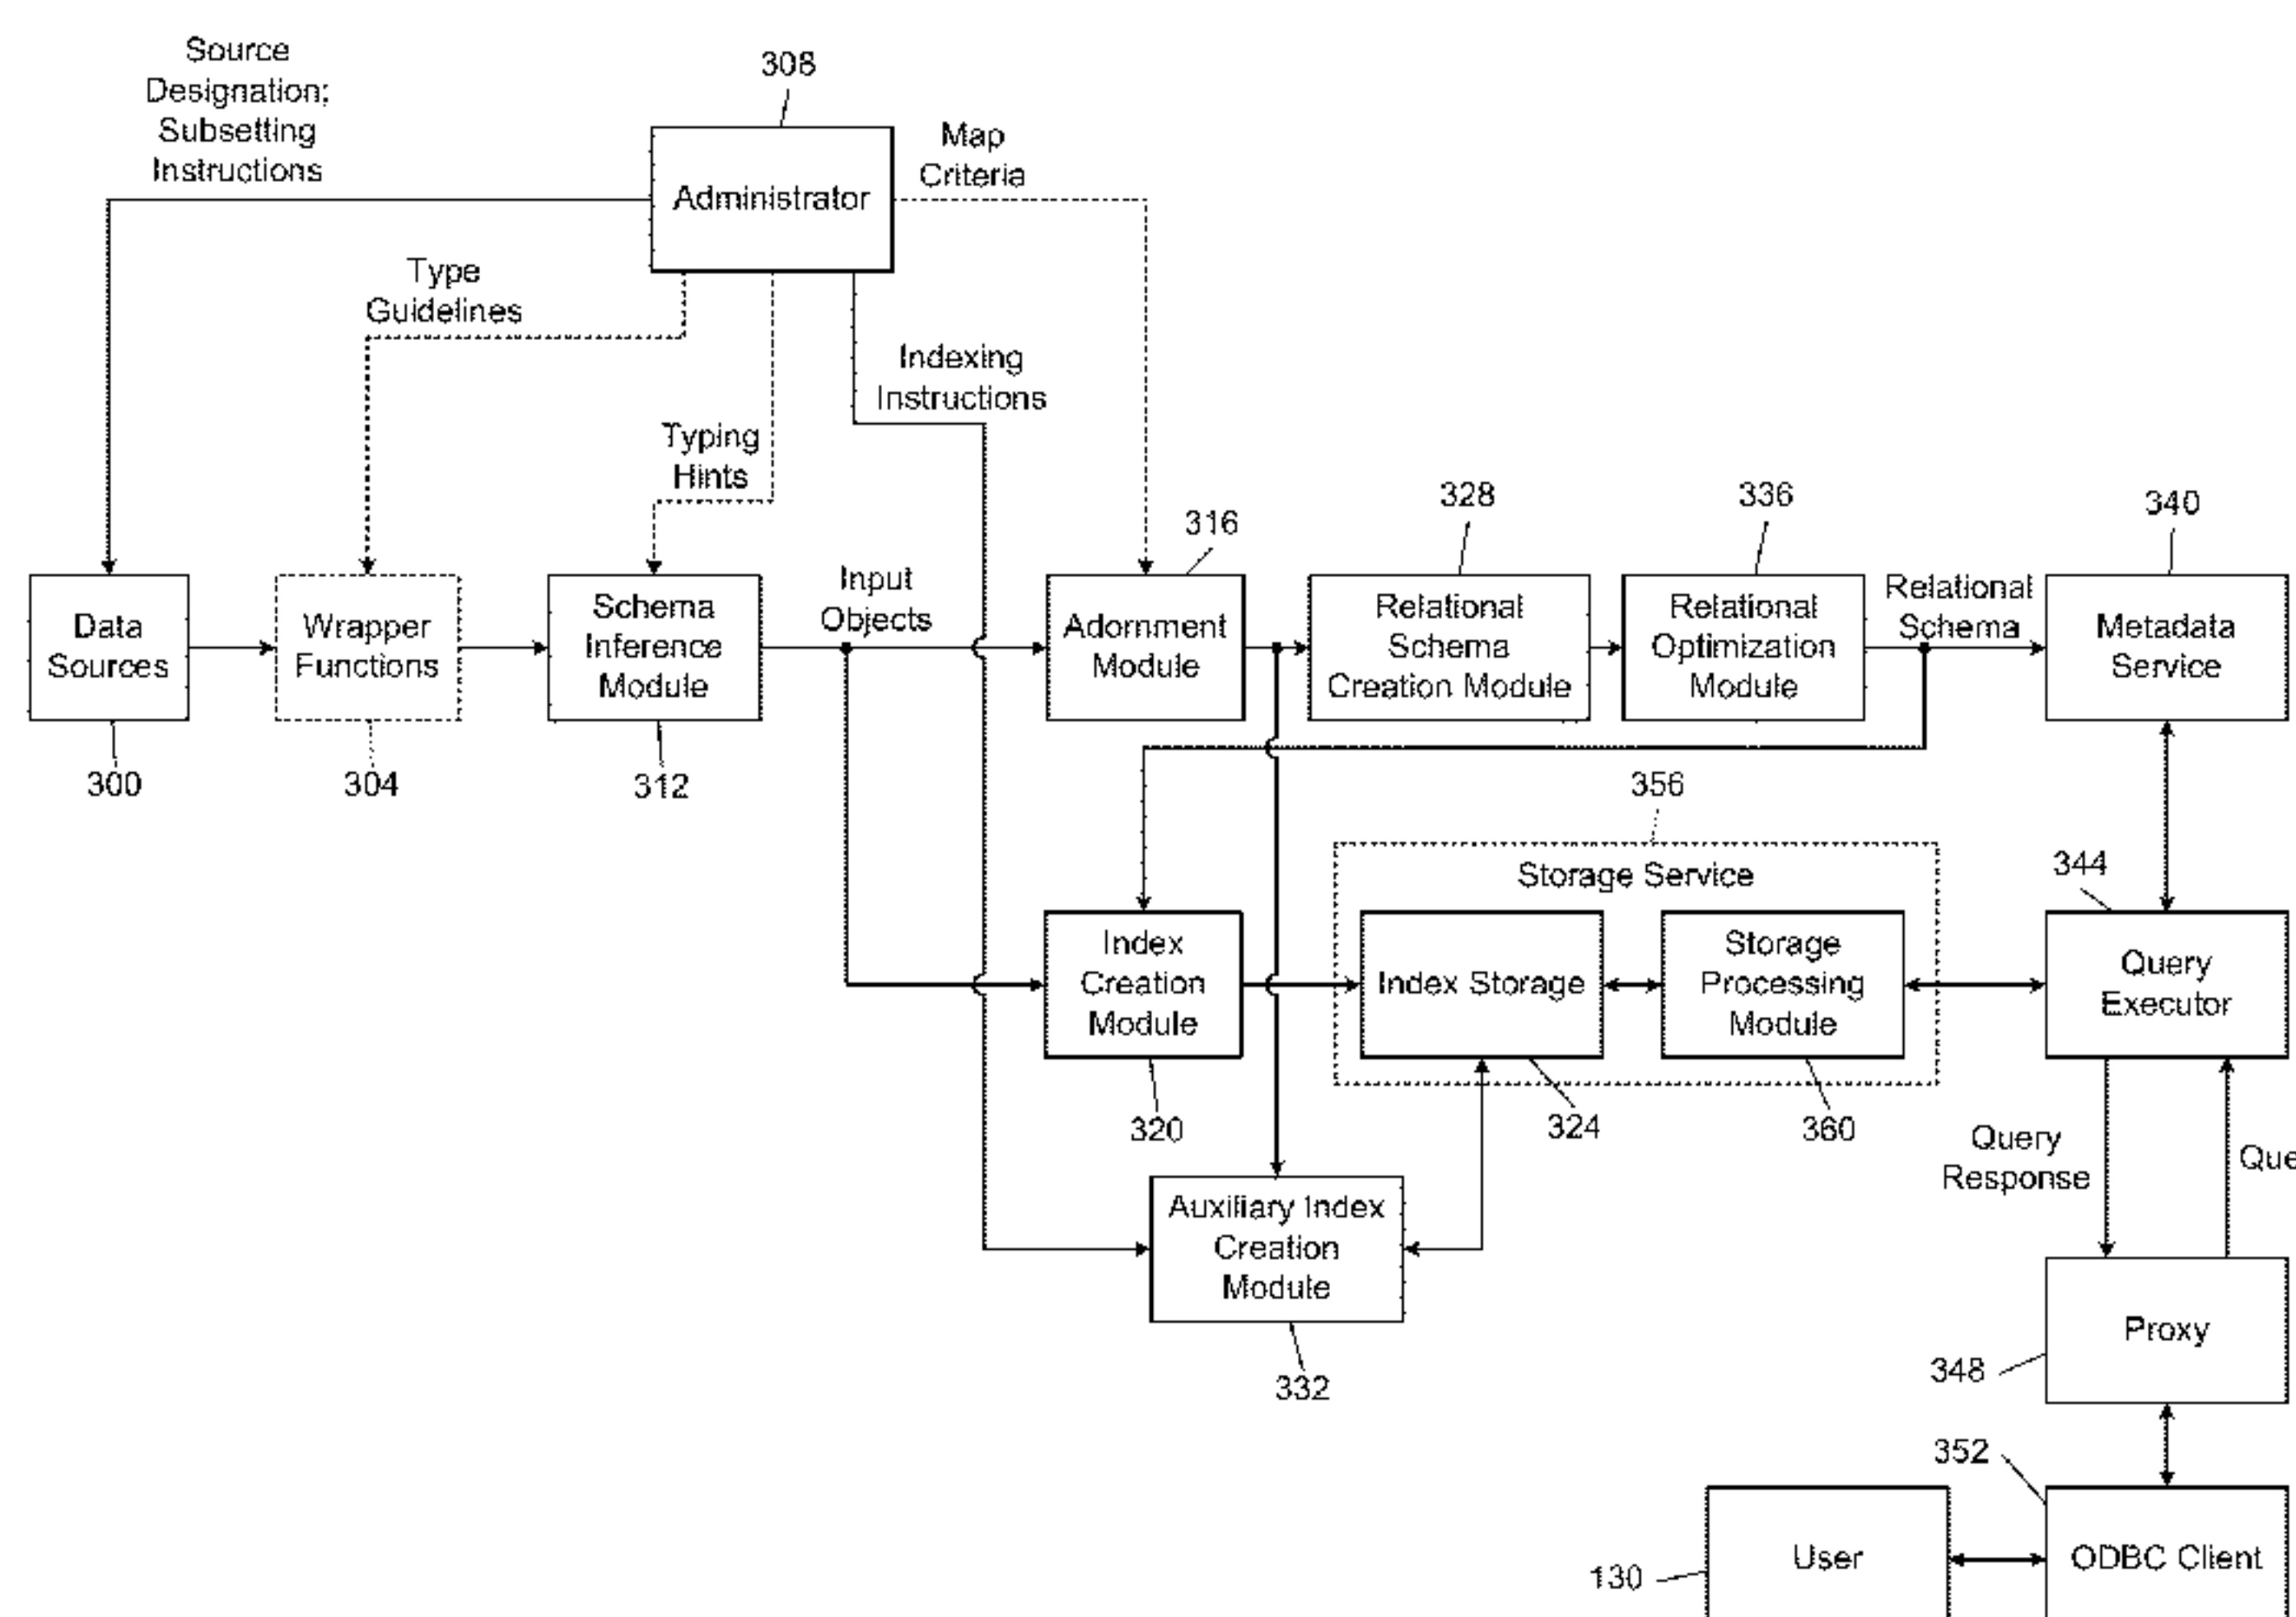 Source
Designation;
Subsetting
Instructions
308
Administrator
Map
Criteria
Type
Guidelines
Indexing
Instructions
Typing
Hints
316
328
336
340
Data
Sources
Wrapper
Functions
Schema
Inference
Module
Input
Objects
Adornment
Module
Relational
Schema
Creation Module
Relational
Optimization
Module
Relational
Schema
Metadata
Service
300
304
312
356
Storage Service
344
Index
Creation
Module
Index Storage
Storage
Processing
Module
Query
Executor
320
324
360
Query
Response
Que
Auxiliary Index
Creation
Module
332
Proxy
348
352
User
ODBC Client
130